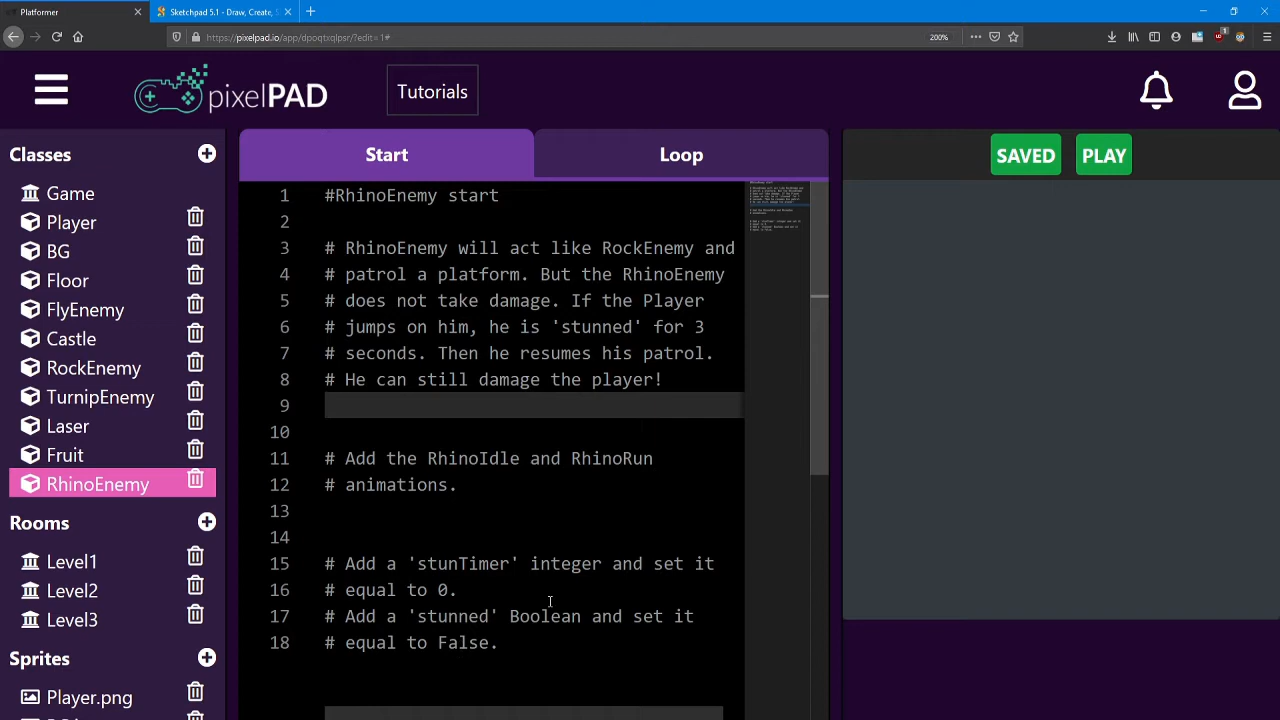 Platformer
Sketchpad 5.1 - Draw, Create, S
https://pixelpad.io/app/dpoqtxqlpsr/?edit=1#
200%
pixelPAD
Tutorials
Classes
Game
Player
BG
Floor
FlyEnemy
Castle
RockEnemy
TurnipEnemy
Laser
Fruit
RhinoEnemy
Rooms
Level1
Level2
Level3
Sprites
Player.png
Start
Loop
1 #RhinoEnemy start
2
3 # RhinoEnemy will act like RockEnemy and
4 # patrol a platform. But the RhinoEnemy
5 # does not take damage. If the Player
6 # jumps on him, he is 'stunned' for 3
7 # seconds. Then he resumes his patrol.
8 # He can still damage the player!
9
10
11 # Add the RhinoIdle and RhinoRun
12 # animations.
13
14
15 # Add a 'stunTimer' integer and set it
16 # equal to 0.
17 # Add a 'stunned' Boolean and set it
18 # equal to False.
SAVED
PLAY